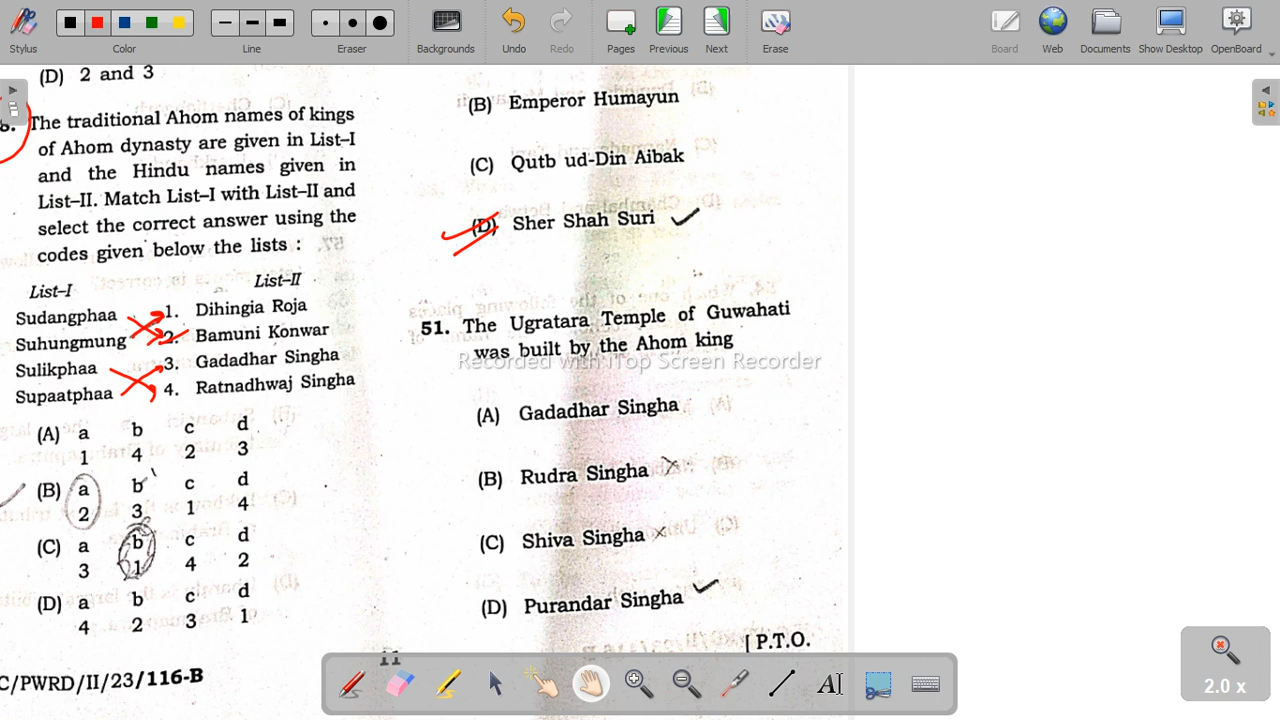 Stylus
Color
Line
Eraser
Backgrounds
Undo
Redo
Pages
Previous
Next
Erase
Board
Web
Documents
Show Desktop
OpenBoard
(D) 2 and 3
The traditional Ahom names of kings
of Ahom dynasty are given in List–I
and the Hindu names given in
List–II. Match List–I with List–II and
select the correct answer using the
codes given below the lists :
List–I List–II
Sudangphaa 1. Dihingia Roja
Suhungmung 2. Bamuni Konwar
Sulikphaa 3. Gadadhar Singha
Supaatphaa 4. Ratnadhwaj Singha
(A) a b c d
1 4 2 3
(B) a b c d
2 3 1 4
(C) a b c d
3 1 4 2
(D) a b c d
4 2 3 1
C/PWRD/II/23/116-B
11
(B) Emperor Humayun
(C) Qutb ud-Din Aibak
(D) Sher Shah Suri
51. The Ugratara Temple of Guwahati
was built by the Ahom king
Recorded with iTop Screen Recorder
(A) Gadadhar Singha
(B) Rudra Singha
(C) Shiva Singha
(D) Purandar Singha
[ P.T.O.
2.0 x